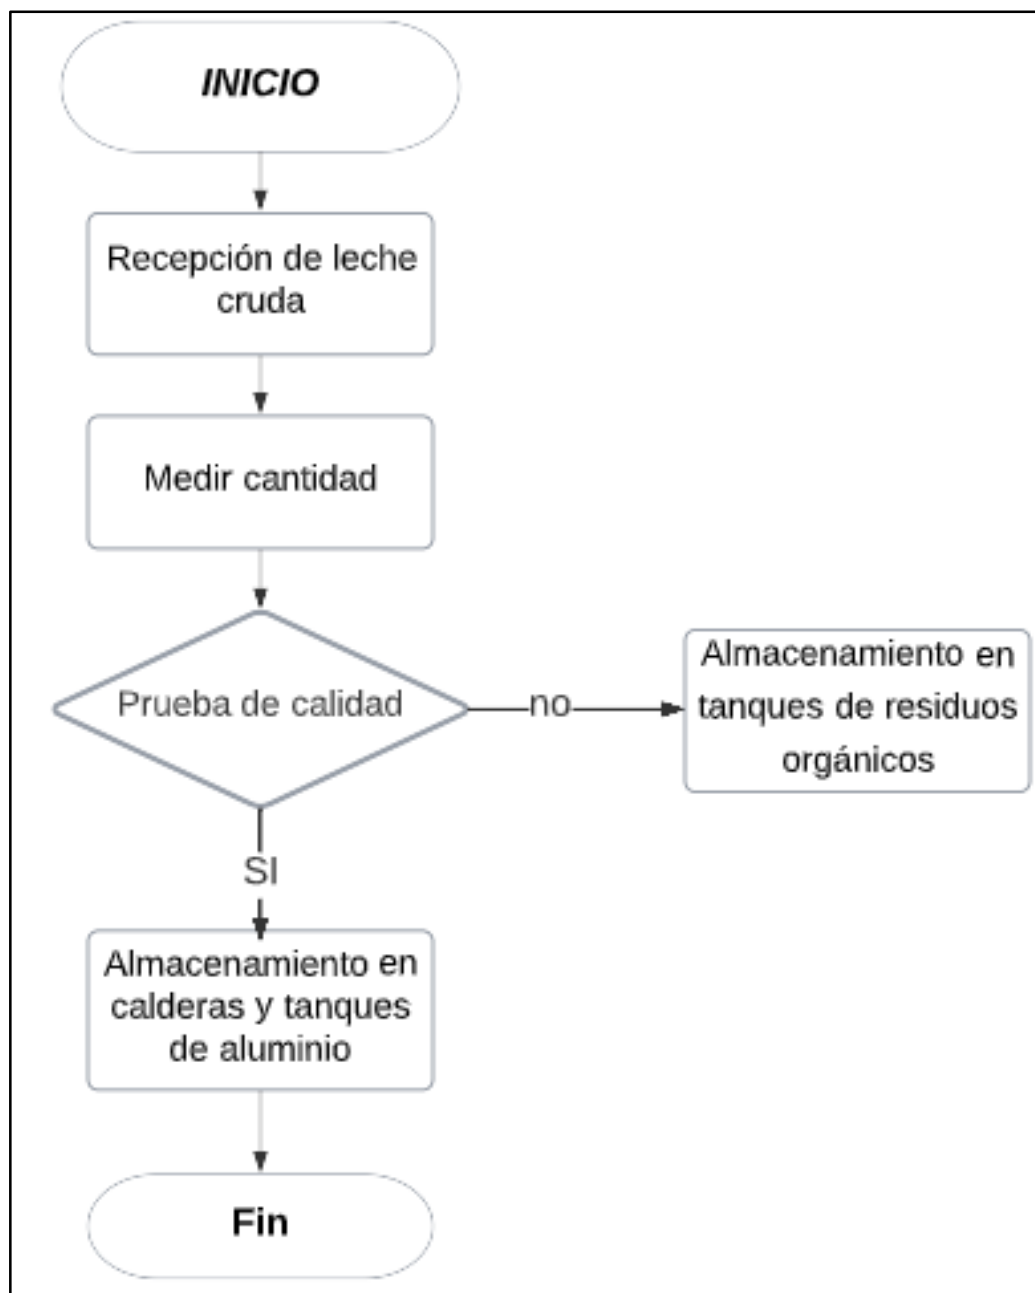 INICIO
Recepción de leche
cruda
Medir cantidad
Prueba de calidad
no
Almacenamiento en
tanques de residuos
orgánicos
SI
Almacenamiento en
calderas y tanques
de aluminio
Fin